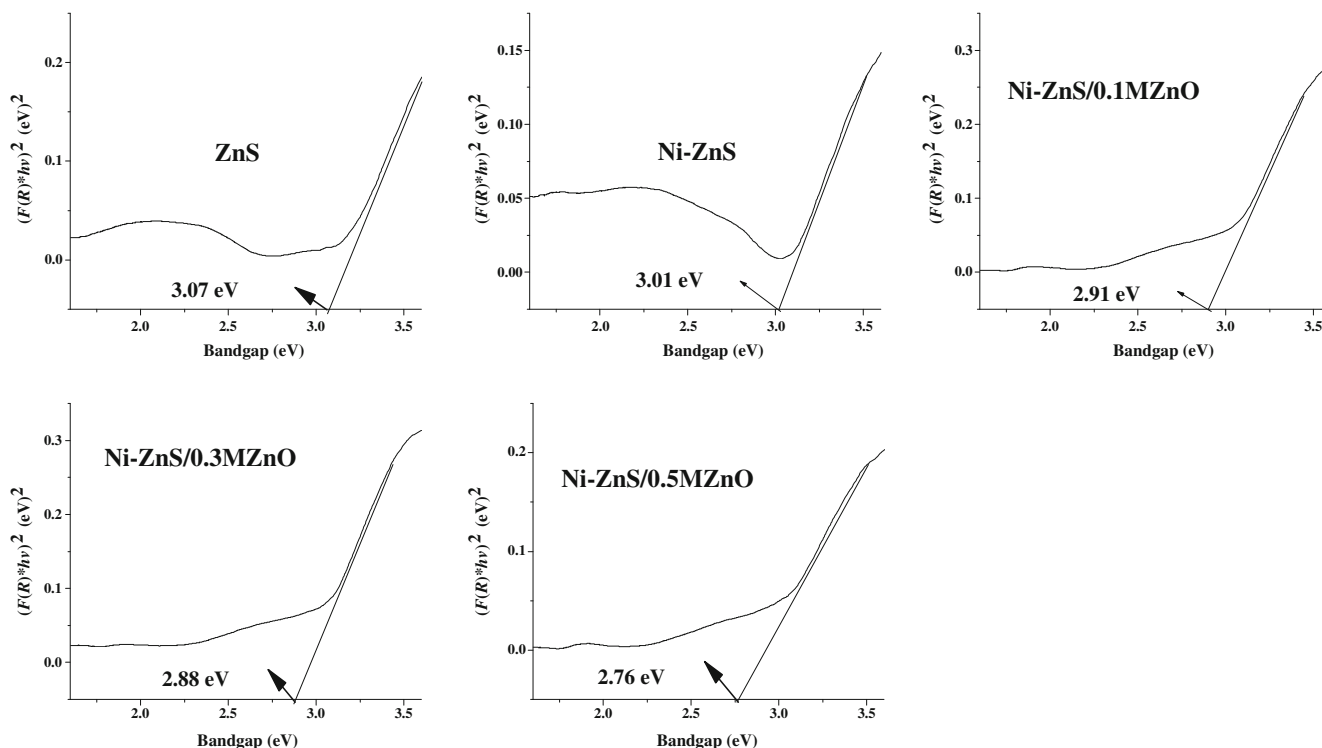 (F(R)*hν)² (eV)²
0.2
0.1
0.0
ZnS
3.07 eV
2.0 2.5 3.0 3.5
Bandgap (eV)
(F(R)*hν)² (eV)²
0.15
0.10
0.05
0.00
Ni-ZnS
3.01 eV
2.0 2.5 3.0 3.5
Bandgap (eV)
(F(R)*hν)² (eV)²
0.3
0.2
0.1
0.0
Ni-ZnS/0.1MZnO
2.91 eV
2.0 2.5 3.0 3.5
Bandgap (eV)
(F(R)*hν)² (eV)²
0.3
0.2
0.1
0.0
Ni-ZnS/0.3MZnO
2.88 eV
2.0 2.5 3.0 3.5
Bandgap (eV)
(F(R)*hν)² (eV)²
0.2
0.1
0.0
Ni-ZnS/0.5MZnO
2.76 eV
2.0 2.5 3.0 3.5
Bandgap (eV)